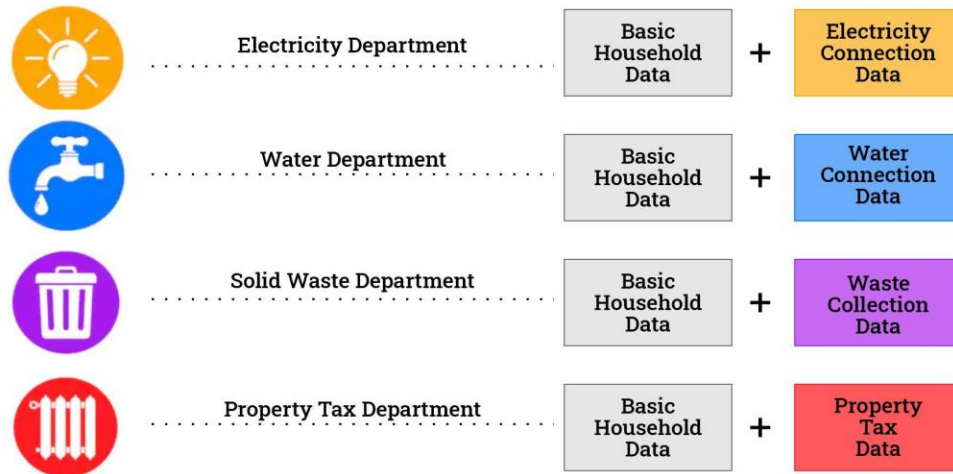 Electricity Department
Basic
Household
Data
+
Electricity
Connection
Data
Water Department
Basic
Household
Data
+
Water
Connection
Data
Solid Waste Department
Basic
Household
Data
+
Waste
Collection
Data
Property Tax Department
Basic
Household
Data
+
Property
Tax
Data